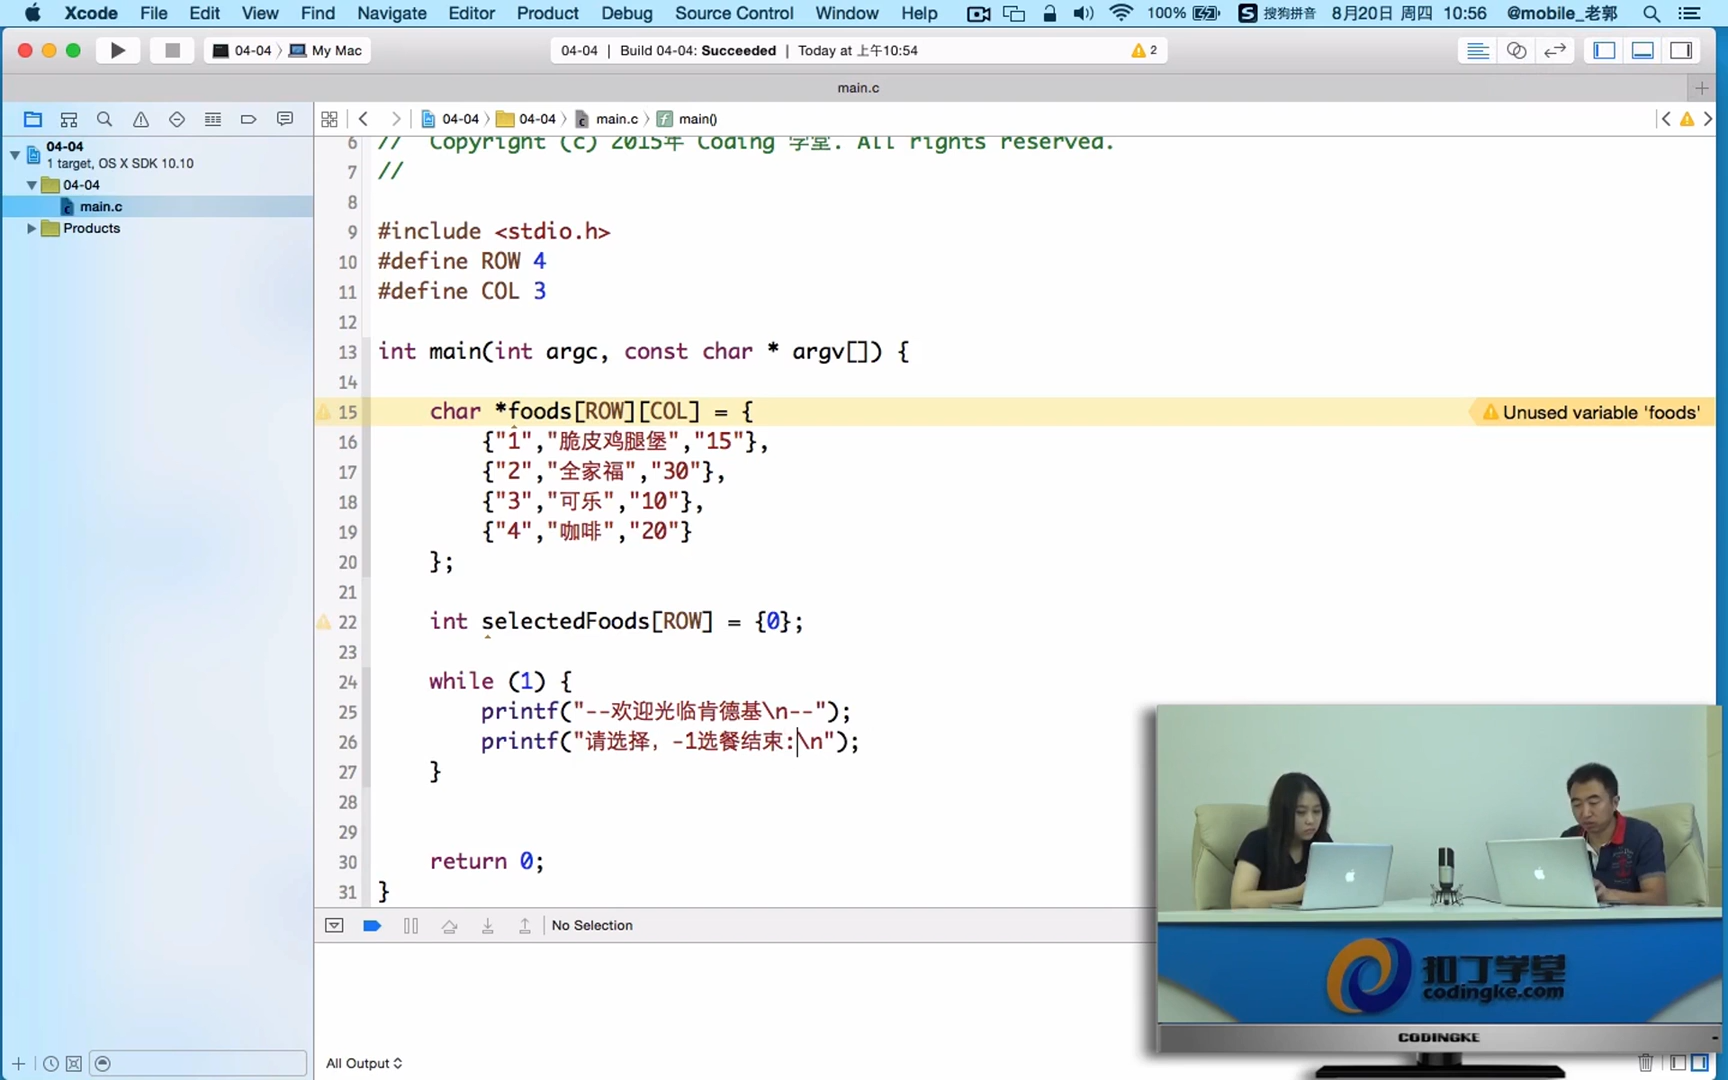 Xcode File Edit View Find Navigate Editor Product Debug Source Control Window Help 100% S 搜狗拼音 8月20日 周四 10:56 @mobile_老郭
04-04 My Mac
04-04 | Build 04-04: Succeeded | Today at 上午10:54
2
main.c
04-04 04-04 main.c main()
04-04
1 target, OS X SDK 10.10
04-04
main.c
Products
6 // Copyright (c) 2015年 Coding 学堂. All rights reserved.
7 //
8
9 #include <stdio.h>
10 #define ROW 4
11 #define COL 3
12
13 int main(int argc, const char * argv[]) {
14
15 char *foods[ROW][COL] = {
Unused variable 'foods'
16 {"1","脆皮鸡腿堡","15"},
17 {"2","全家福","30"},
18 {"3","可乐","10"},
19 {"4","咖啡","20"}
20 };
21
22 int selectedFoods[ROW] = {0};
23
24 while (1) {
25 printf("--欢迎光临肯德基\n--");
26 printf("请选择，-1选餐结束:\n");
27 }
28
29
30 return 0;
31 }
No Selection
All Output
扣丁学堂
codingke.com
CODINGKE